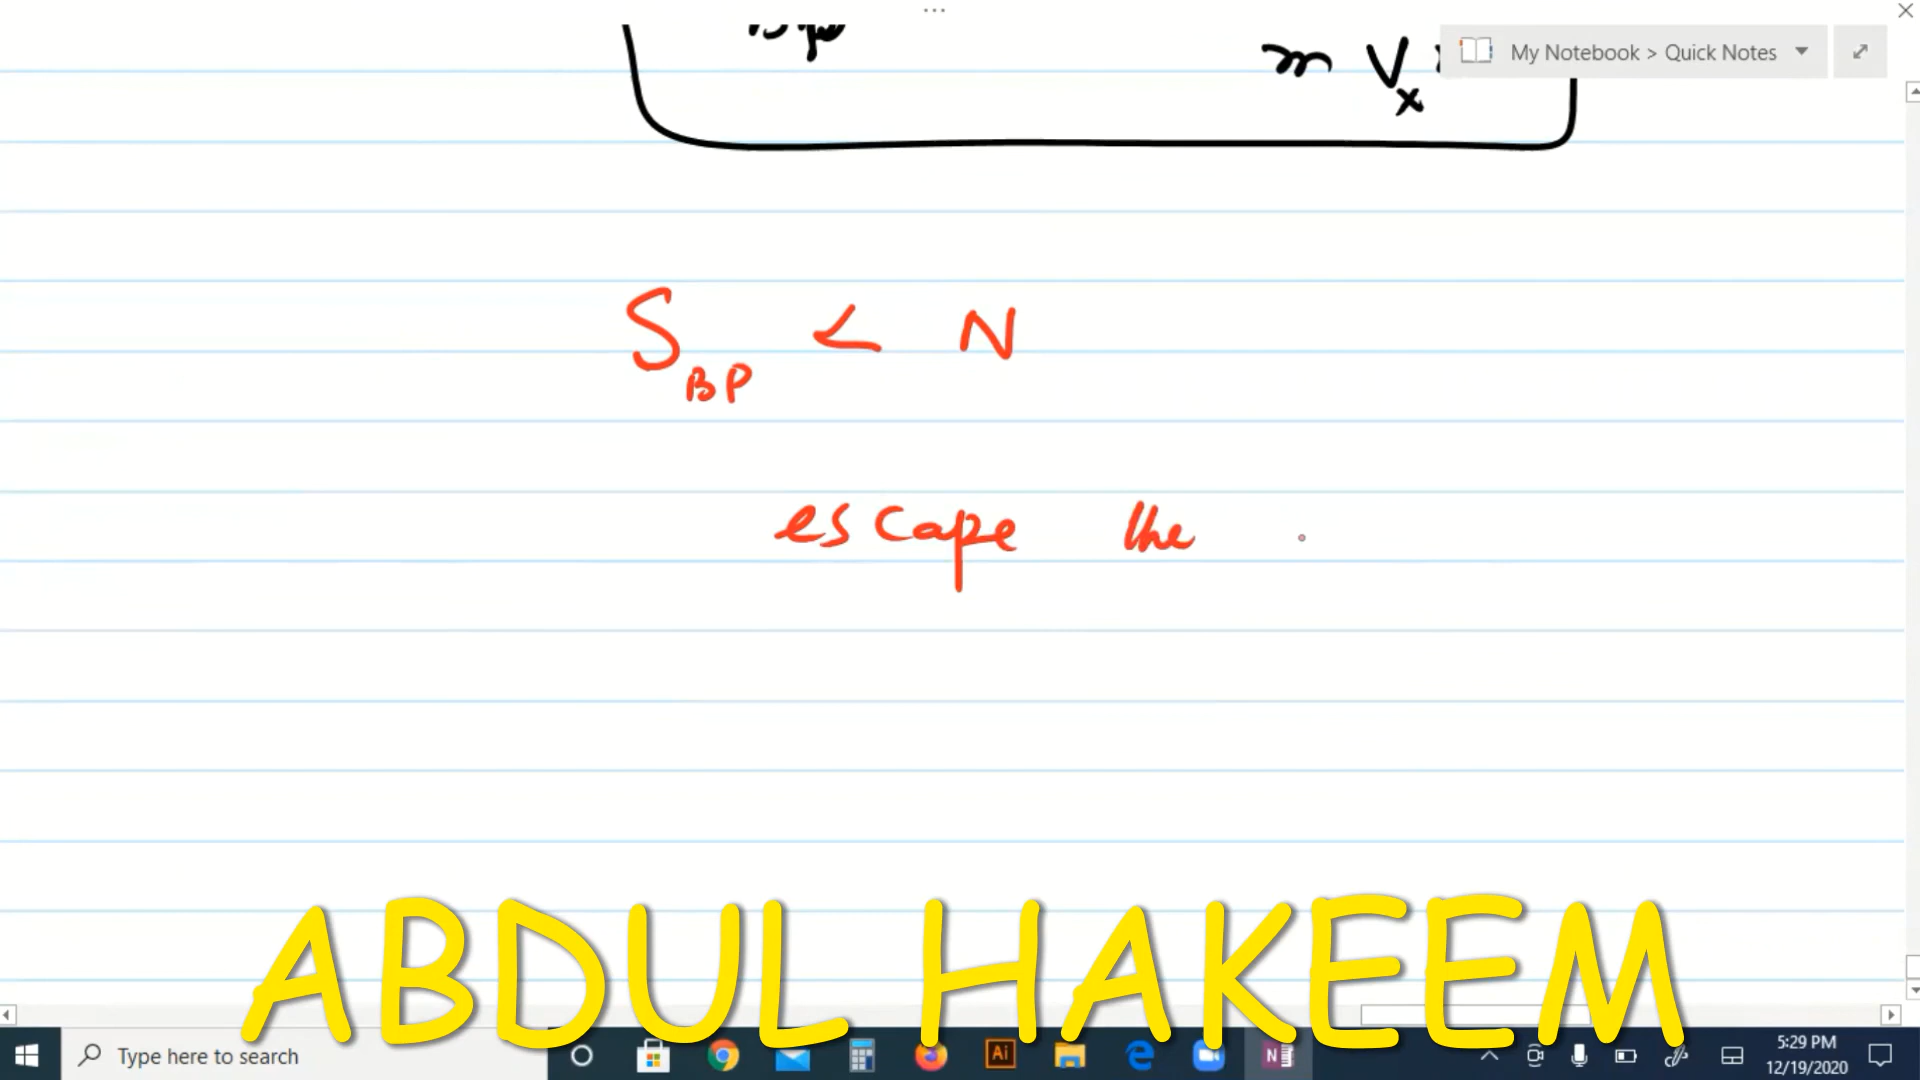 My Notebook > Quick Notes
m Vx
S BP < N
escape the
ABDUL HAKEEM
Type here to search
Ai
N
5:29 PM
12/19/2020